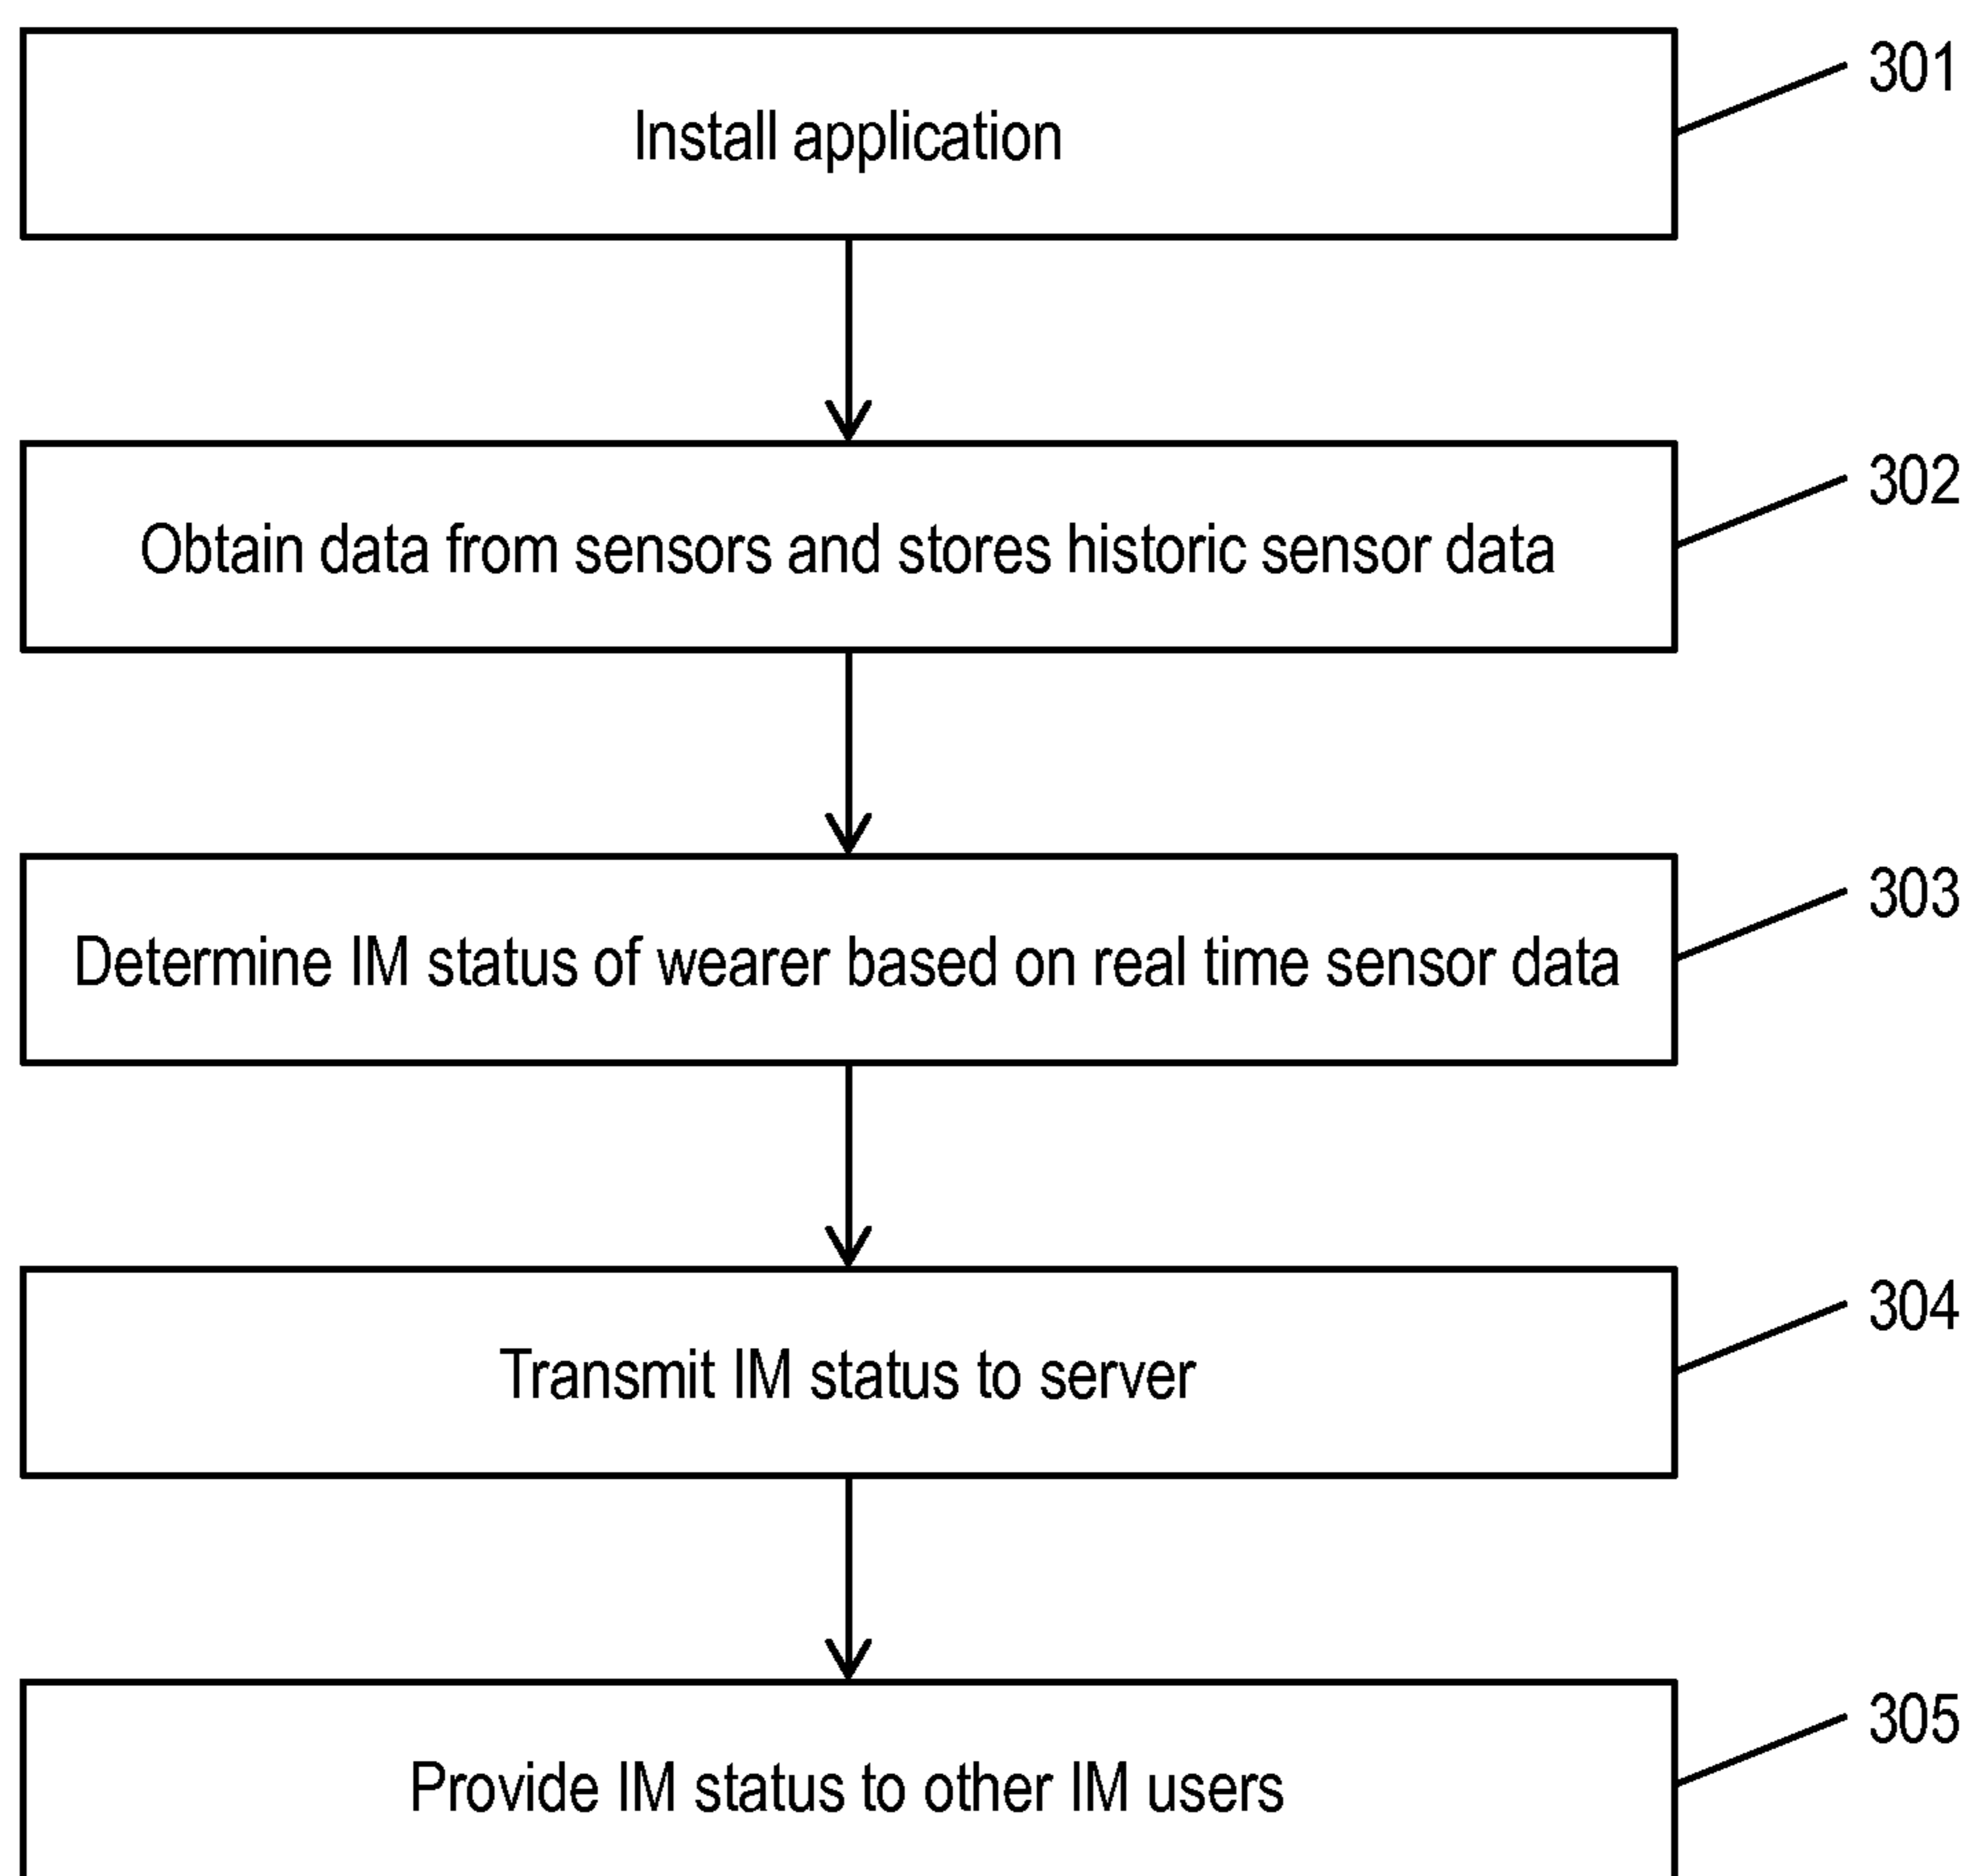 Install application
301
Obtain data from sensors and stores historic sensor data
302
Determine IM status of wearer based on real time sensor data
303
Transmit IM status to server
304
Provide IM status to other IM users
305